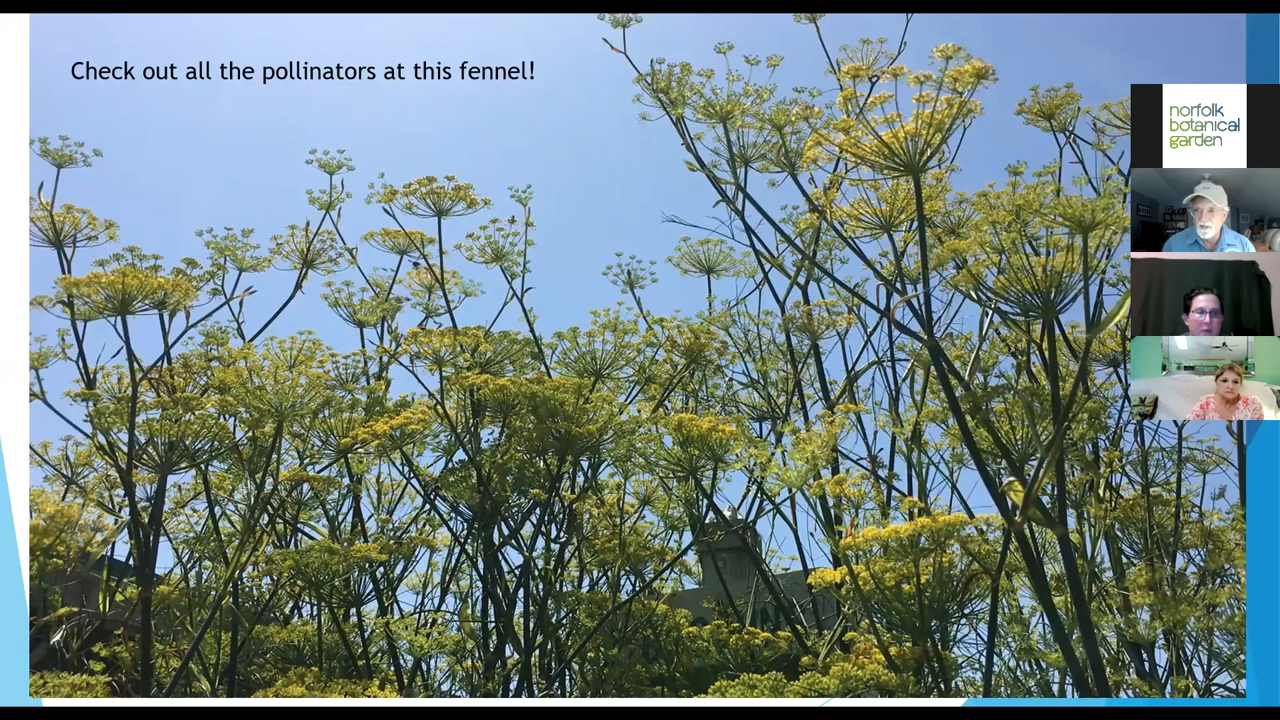 Check out all the pollinators at this fennel!
norfolk
botanical
garden